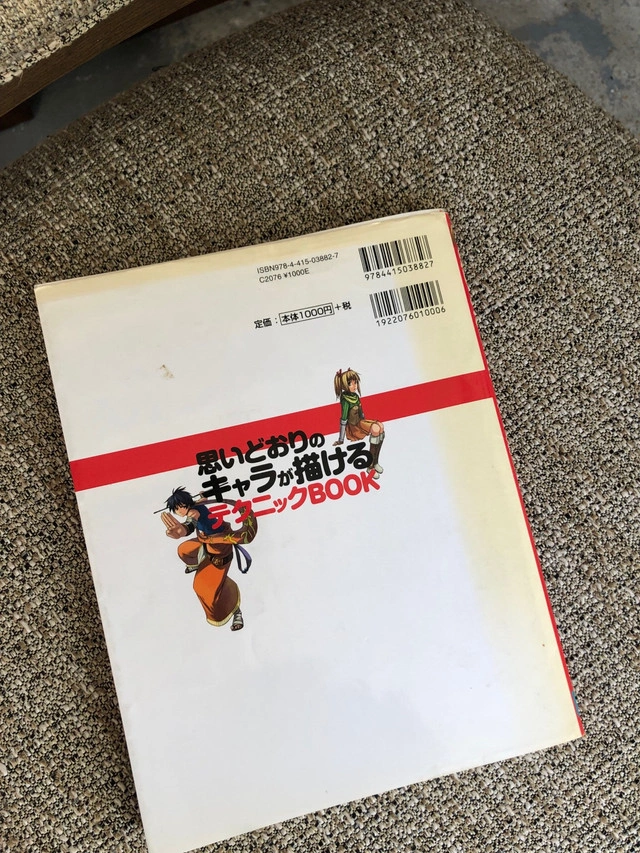 ISBN978-4-415-03882-7
C2076 ¥1000E
9784415038827
定価：本体1000円+税
1922076010006
思いどおりの
キャラが描ける
テクニックBOOK